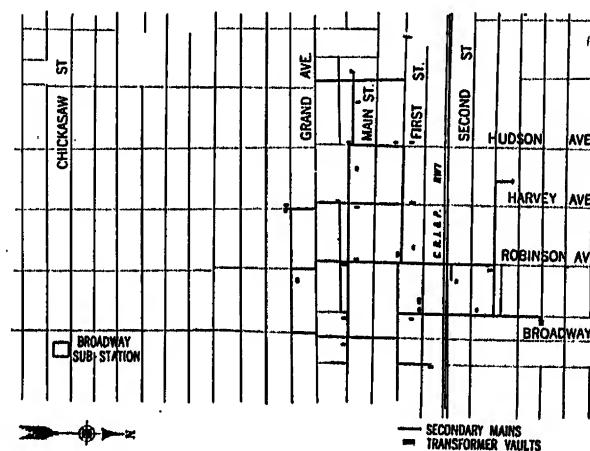 CHICKASAW ST
GRAND AVE.
MAIN ST.
FIRST ST.
C. R. I. & P. RWY
SECOND ST
HUDSON AVE
HARVEY AVE
ROBINSON AV
BROADWAY
BROADWAY
SUB-STATION
N
SECONDARY MAINS
TRANSFORMER VAULTS